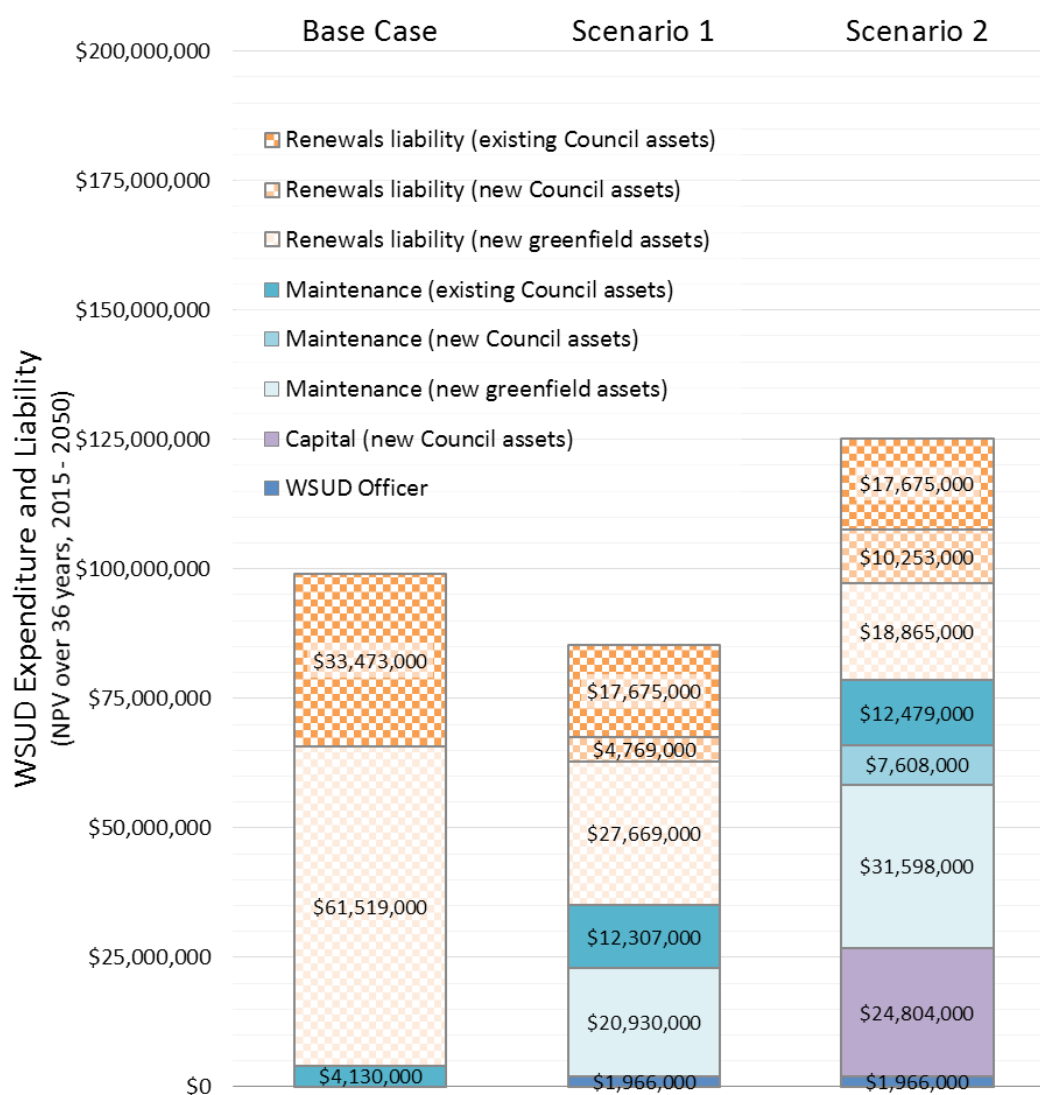 Base Case
Scenario 1
Scenario 2
$200,000,000
Renewals liability (existing Council assets)
$175,000,000
Renewals liability (new Council assets)
Renewals liability (new greenfield assets)
Maintenance (existing Council assets)
$150,000,000
Maintenance (new Council assets)
Maintenance (new greenfield assets)
Capital (new Council assets)
$125,000,000
WSUD Officer
$100,000,000
$75,000,000
$50,000,000
$25,000,000
$0
WSUD Expenditure and Liability
(NPV over 36 years, 2015 - 2050)
$33,473,000
$61,519,000
$4,130,000
$17,675,000
$4,769,000
$27,669,000
$12,307,000
$20,930,000
$1,966,000
$17,675,000
$10,253,000
$18,865,000
$12,479,000
$7,608,000
$31,598,000
$24,804,000
$1,966,000